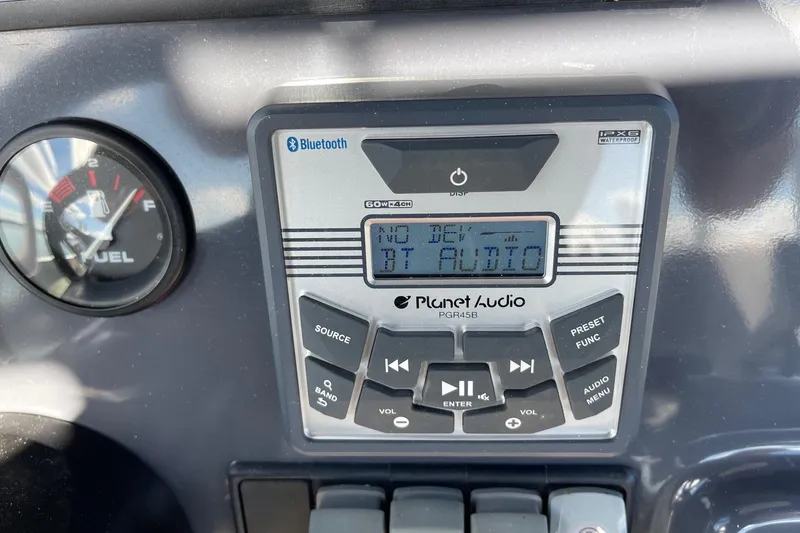 Bluetooth
IPX6
WATERPROOF
DISP
60W×4CH
NO DEV
BT AUDIO
Planet Audio
PGR45B
SOURCE
PRESET
FUNC
BAND
ENTER
AUDIO
MENU
VOL
VOL
E
2
F
FUEL